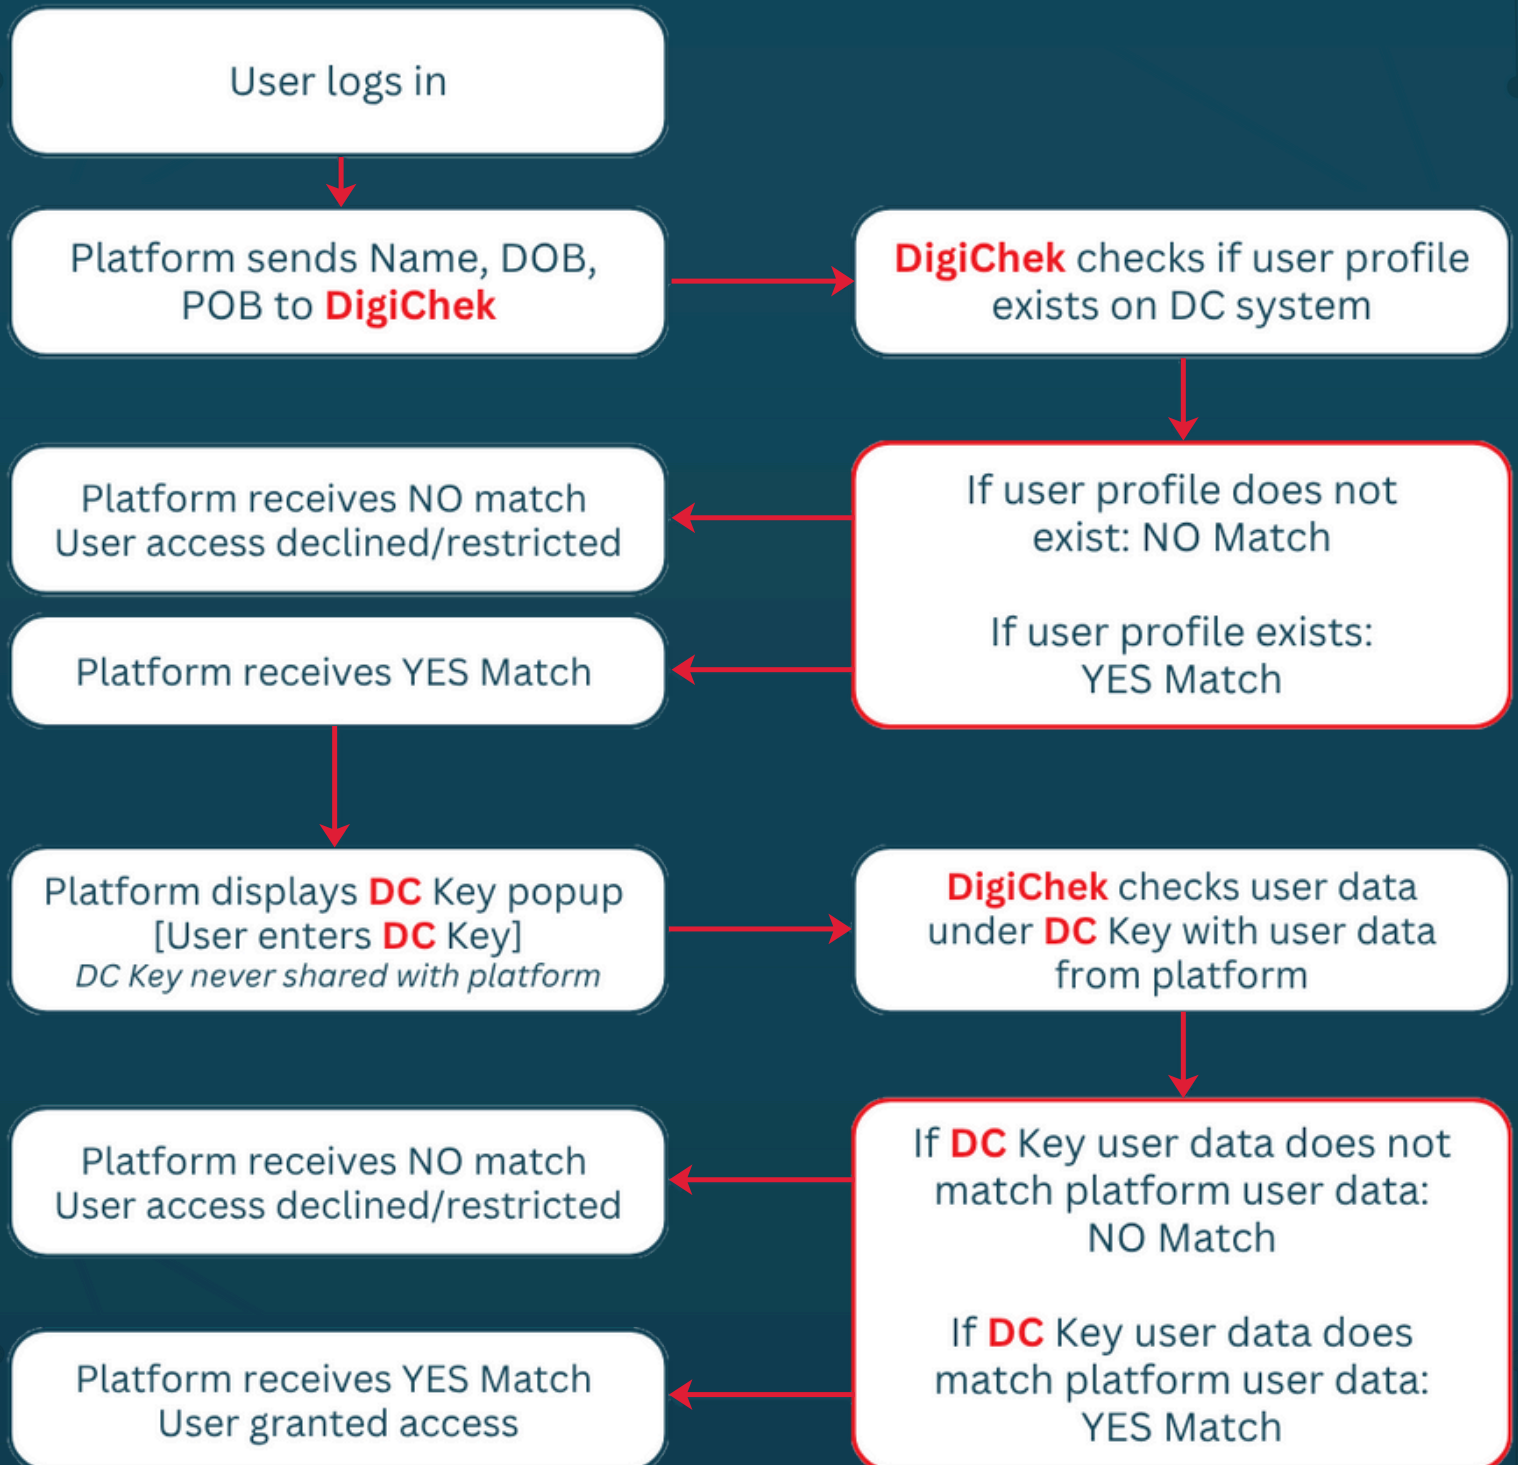 User logs in
Platform sends Name, DOB,
POB to DigiChek
DigiChek checks if user profile
exists on DC system
Platform receives NO match
User access declined/restricted
If user profile does not
exist: NO Match
If user profile exists:
YES Match
Platform receives YES Match
Platform displays DC Key popup
[User enters DC Key]
DC Key never shared with platform
DigiChek checks user data
under DC Key with user data
from platform
Platform receives NO match
User access declined/restricted
If DC Key user data does not
match platform user data:
NO Match
If DC Key user data does
match platform user data:
YES Match
Platform receives YES Match
User granted access